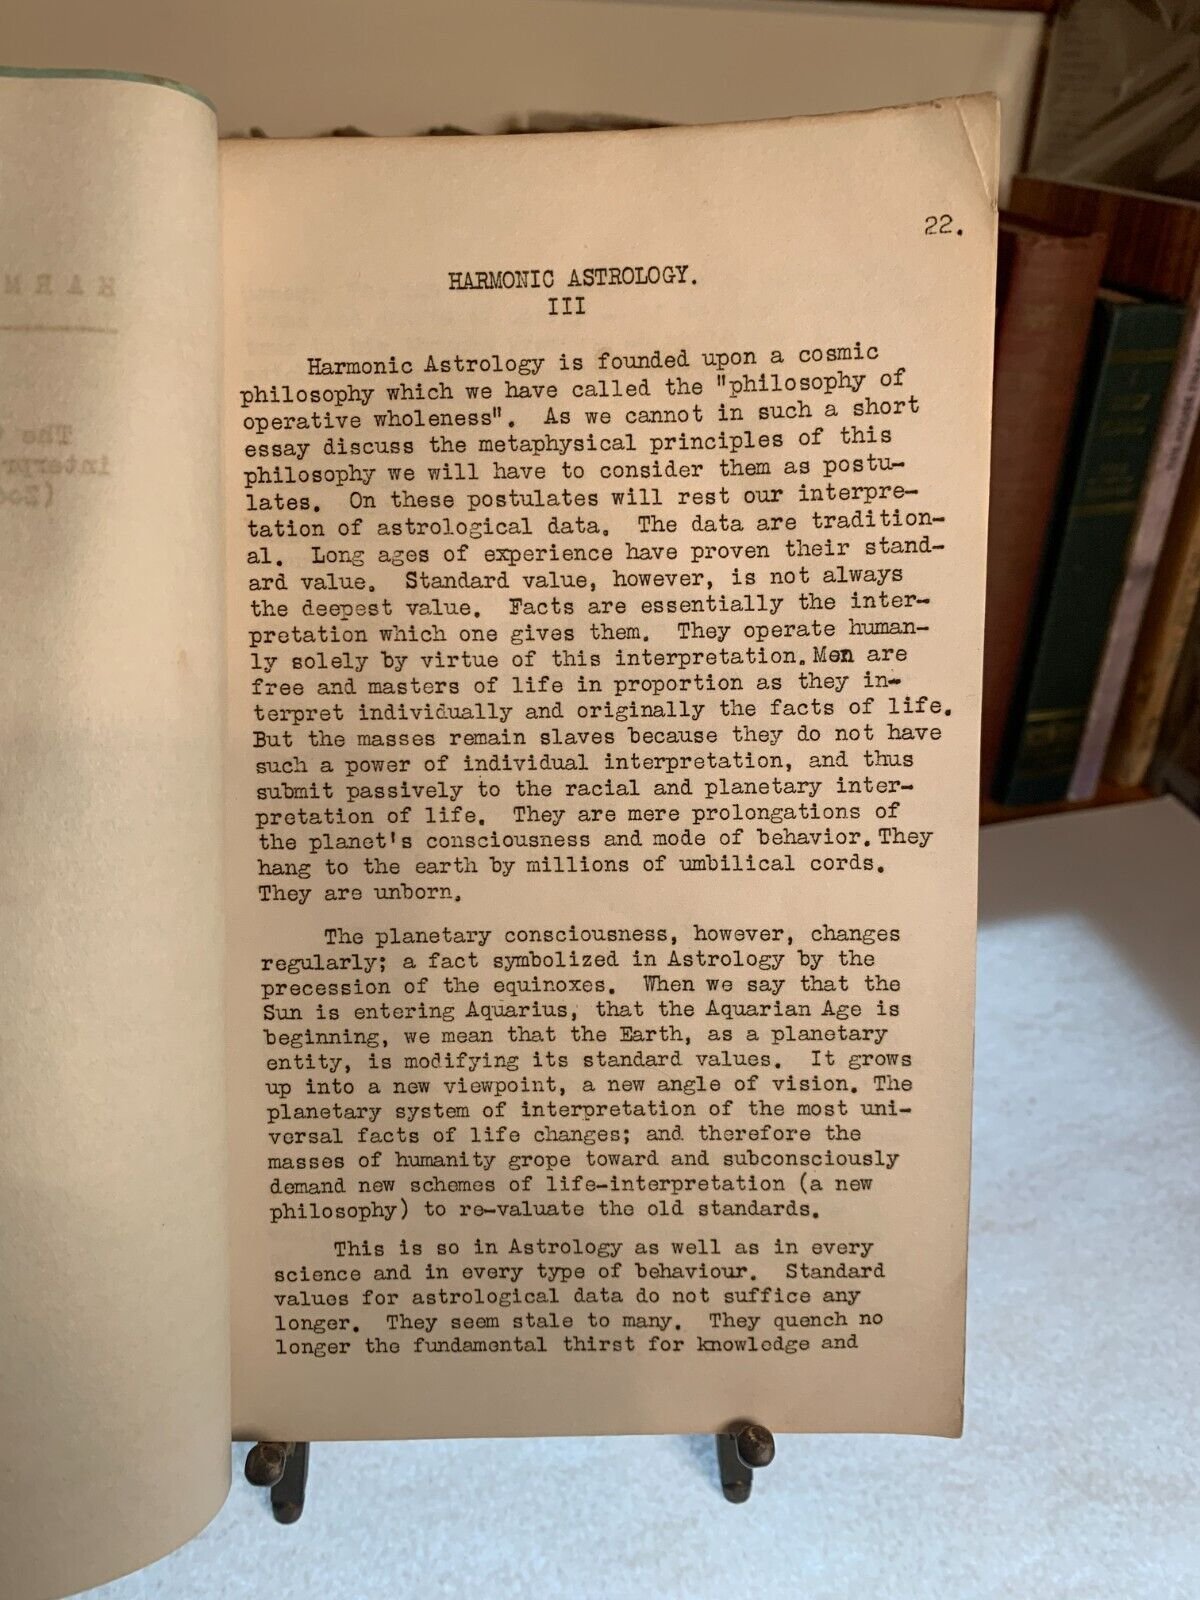 22.
HARMONIC ASTROLOGY.
III
Harmonic Astrology is founded upon a cosmic
philosophy which we have called the "philosophy of
operative wholeness". As we cannot in such a short
essay discuss the metaphysical principles of this
philosophy we will have to consider them as postu-
lates. On these postulates will rest our interpre-
tation of astrological data. The data are tradition-
al. Long ages of experience have proven their stand-
ard value. Standard value, however, is not always
the deepest value. Facts are essentially the inter-
pretation which one gives them. They operate human-
ly solely by virtue of this interpretation. Men are
free and masters of life in proportion as they in-
terpret individually and originally the facts of life.
But the masses remain slaves because they do not have
such a power of individual interpretation, and thus
submit passively to the racial and planetary inter-
pretation of life. They are mere prolongations of
the planet's consciousness and mode of behavior. They
hang to the earth by millions of umbilical cords.
They are unborn.
The planetary consciousness, however, changes
regularly; a fact symbolized in Astrology by the
precession of the equinoxes. When we say that the
Sun is entering Aquarius, that the Aquarian Age is
beginning, we mean that the Earth, as a planetary
entity, is modifying its standard values. It grows
up into a new viewpoint, a new angle of vision. The
planetary system of interpretation of the most uni-
versal facts of life changes; and therefore the
masses of humanity grope toward and subconsciously
demand new schemes of life-interpretation (a new
philosophy) to re-valuate the old standards.
This is so in Astrology as well as in every
science and in every type of behaviour. Standard
values for astrological data do not suffice any
longer. They seem stale to many. They quench no
longer the fundamental thirst for knowledge and